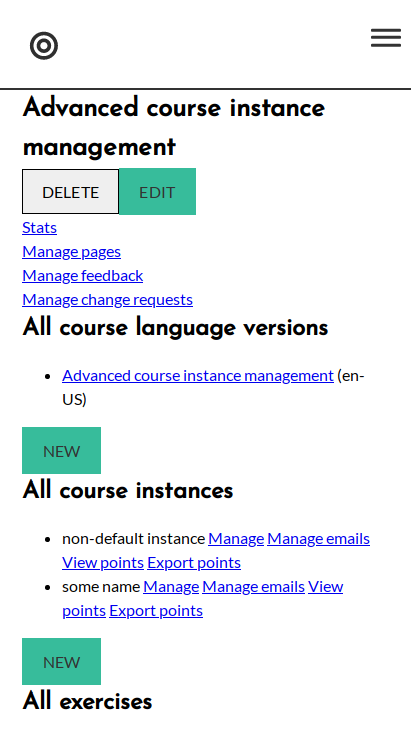 Advanced course instance
management
DELETE EDIT
Stats
Manage pages
Manage feedback
Manage change requests
All course language versions
Advanced course instance management (en-
US)
NEW
All course instances
non-default instance Manage Manage emails
View points Export points
some name Manage Manage emails View
points Export points
NEW
All exercises